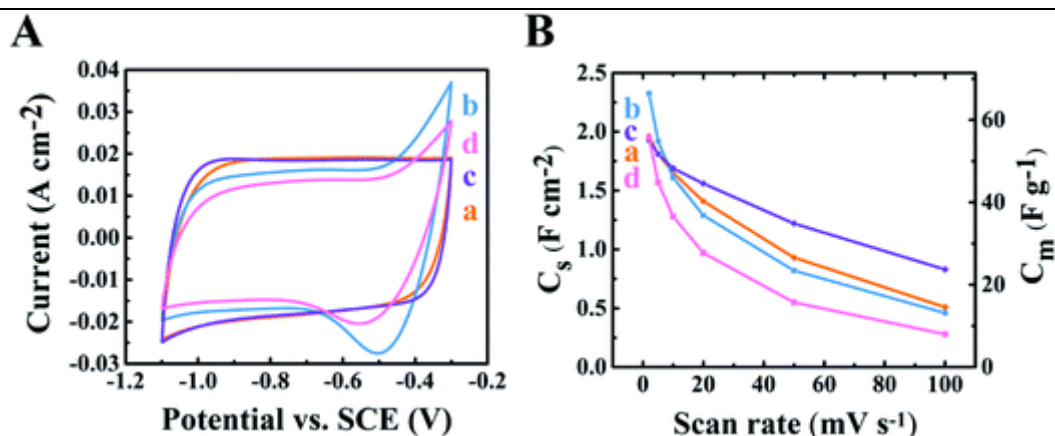 A
Current (A cm-2)
0.04
0.03
0.02
0.01
0.00
-0.01
-0.02
-0.03
b
d
c
a
-1.2
-1.0
-0.8
-0.6
-0.4
-0.2
Potential vs. SCE (V)
B
Cs (F cm-2)
2.5
2.0
1.5
1.0
0.5
0.0
b
c
a
d
60
40
20
0
Cm (F g-1)
0
20
40
60
80
100
Scan rate (mV s-1)